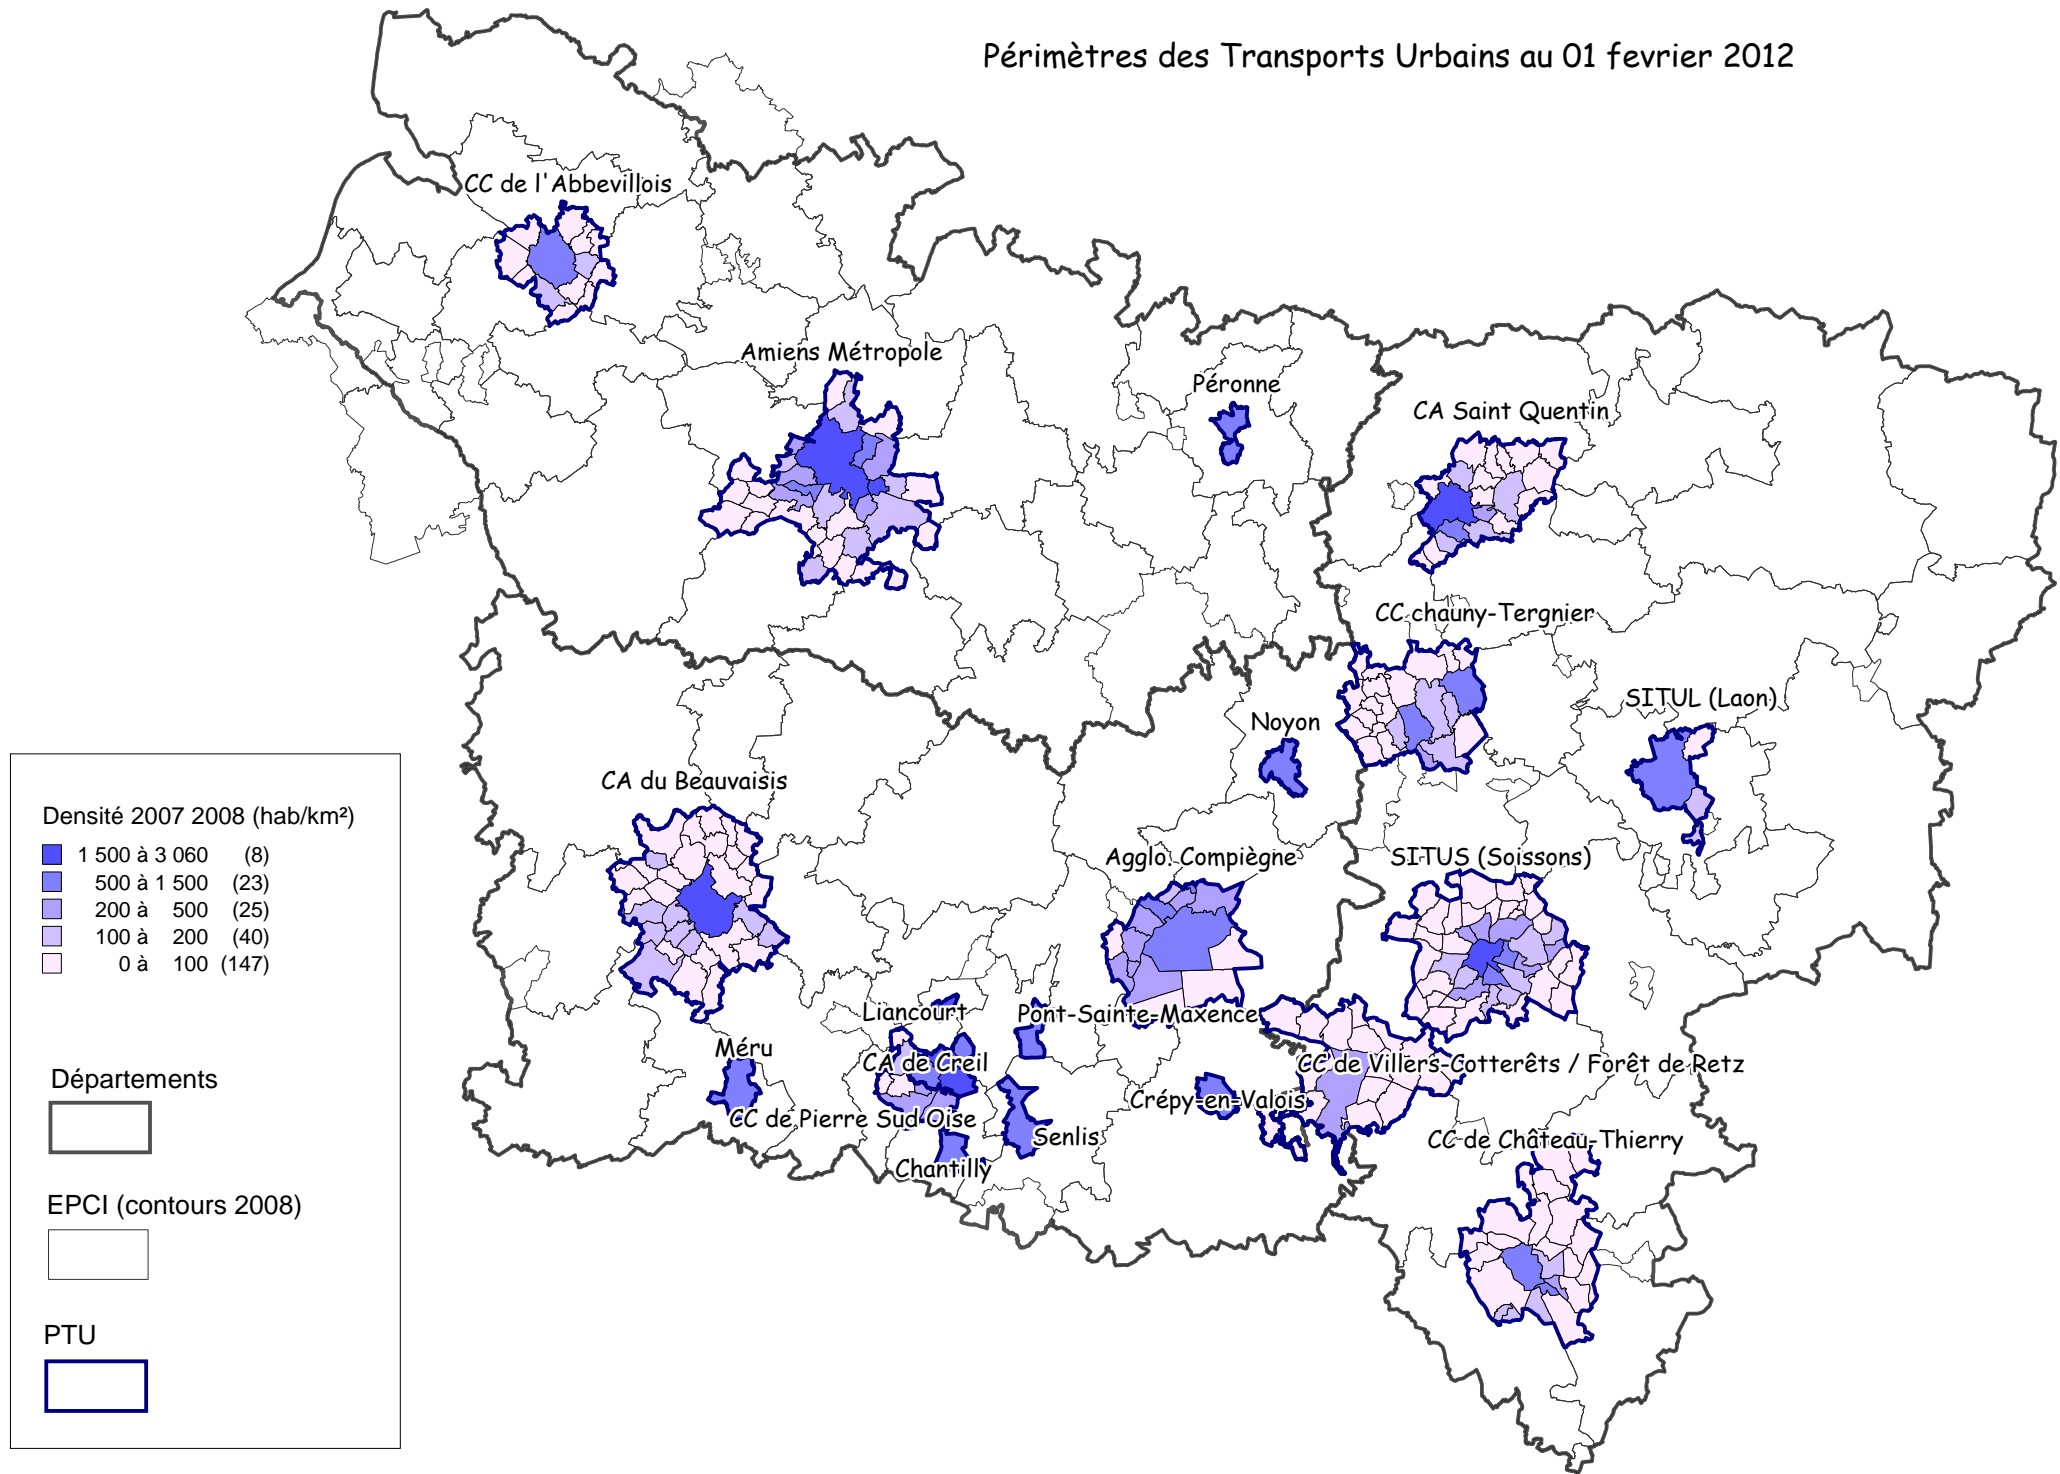 Périmètres des Transports Urbains au 01 fevrier 2012
CC de l'Abbevillois
Amiens Métropole
Péronne
CA Saint Quentin
CC chauny-Tergnier
SITUL (Laon)
Noyon
CA du Beauvaisis
Agglo. Compiègne
SITUS (Soissons)
Liancourt
Pont-Sainte-Maxence
Méru
CA de Creil
CC de Villers-Cotterêts / Forêt de Retz
Crépy-en-Valois
CC de Pierre Sud Oise
Senlis
CC de Château-Thierry
Chantilly
Densité 2007 2008 (hab/km²)
1 500 à 3 060 (8)
500 à 1 500 (23)
200 à 500 (25)
100 à 200 (40)
0 à 100 (147)
Départements
EPCI (contours 2008)
PTU